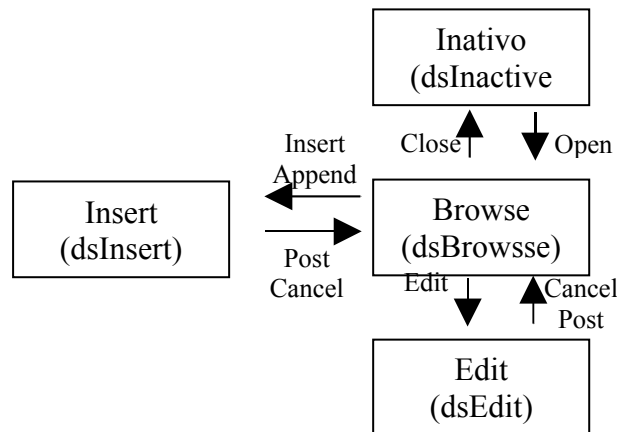 Inativo
(dsInactive
Close
Open
Insert
Append
Insert
(dsInsert)
Post
Cancel
Browse
(dsBrowsse)
Edit
Cancel
Post
Edit
(dsEdit)